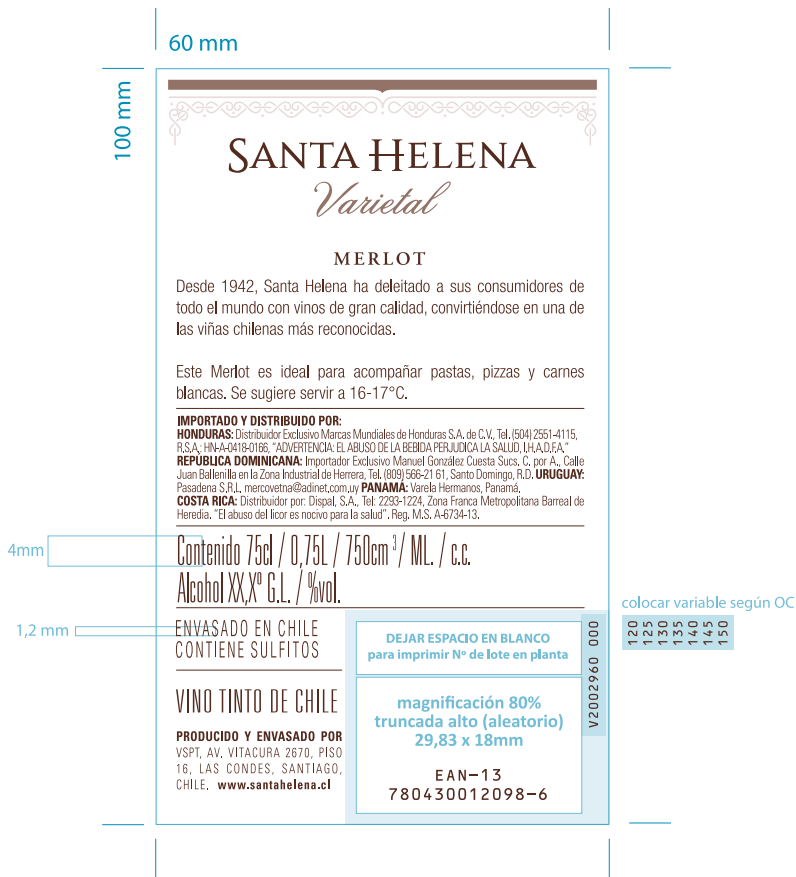 60 mm
100 mm
SANTA HELENA
Varietal
MERLOT
Desde 1942, Santa Helena ha deleitado a sus consumidores de
todo el mundo con vinos de gran calidad, convirtiéndose en una de
las viñas chilenas más reconocidas.
Este Merlot es ideal para acompañar pastas, pizzas y carnes
blancas. Se sugiere servir a 16-17°C.
IMPORTADO Y DISTRIBUIDO POR:
HONDURAS: Distribuidor Exclusivo Marcas Mundiales de Honduras S.A. de C.V., Tel. (504) 2551-4115,
R.S.A.: HN-A-0418-0166, "ADVERTENCIA: EL ABUSO DE LA BEBIDA PERJUDICA LA SALUD, I.H.A.D.F.A."
REPÚBLICA DOMINICANA: Importador Exclusivo Manuel González Cuesta Sucs. C. por A., Calle
Juan Ballenilla en la Zona Industrial de Herrera, Tel. (809) 566-21 61, Santo Domingo, R.D. URUGUAY:
Pasadena S,R,L, mercovetna@adinet,com,uy PANAMÁ: Varela Hermanos, Panamá.
COSTA RICA: Distribuidor por: Dispal, S.A., Tel: 2293-1224, Zona Franca Metropolitana Barreal de
Heredia. "El abuso del licor es nocivo para la salud". Reg. M.S. A-6734-13.
4mm
Contenido 75cl / 0,75L / 750cm³ / ML. / c.c.
Alcohol XX,Xº G.L. / %vol.
1,2 mm
ENVASADO EN CHILE
CONTIENE SULFITOS
VINO TINTO DE CHILE
PRODUCIDO Y ENVASADO POR
VSPT, AV. VITACURA 2670, PISO
16, LAS CONDES, SANTIAGO,
CHILE. www.santahelena.cl
DEJAR ESPACIO EN BLANCO
para imprimir Nº de lote en planta
magnificación 80%
truncada alto (aleatorio)
29,83 x 18mm
EAN-13
780430012098-6
V2002960 000
colocar variable según OC
120
125
130
135
140
145
150